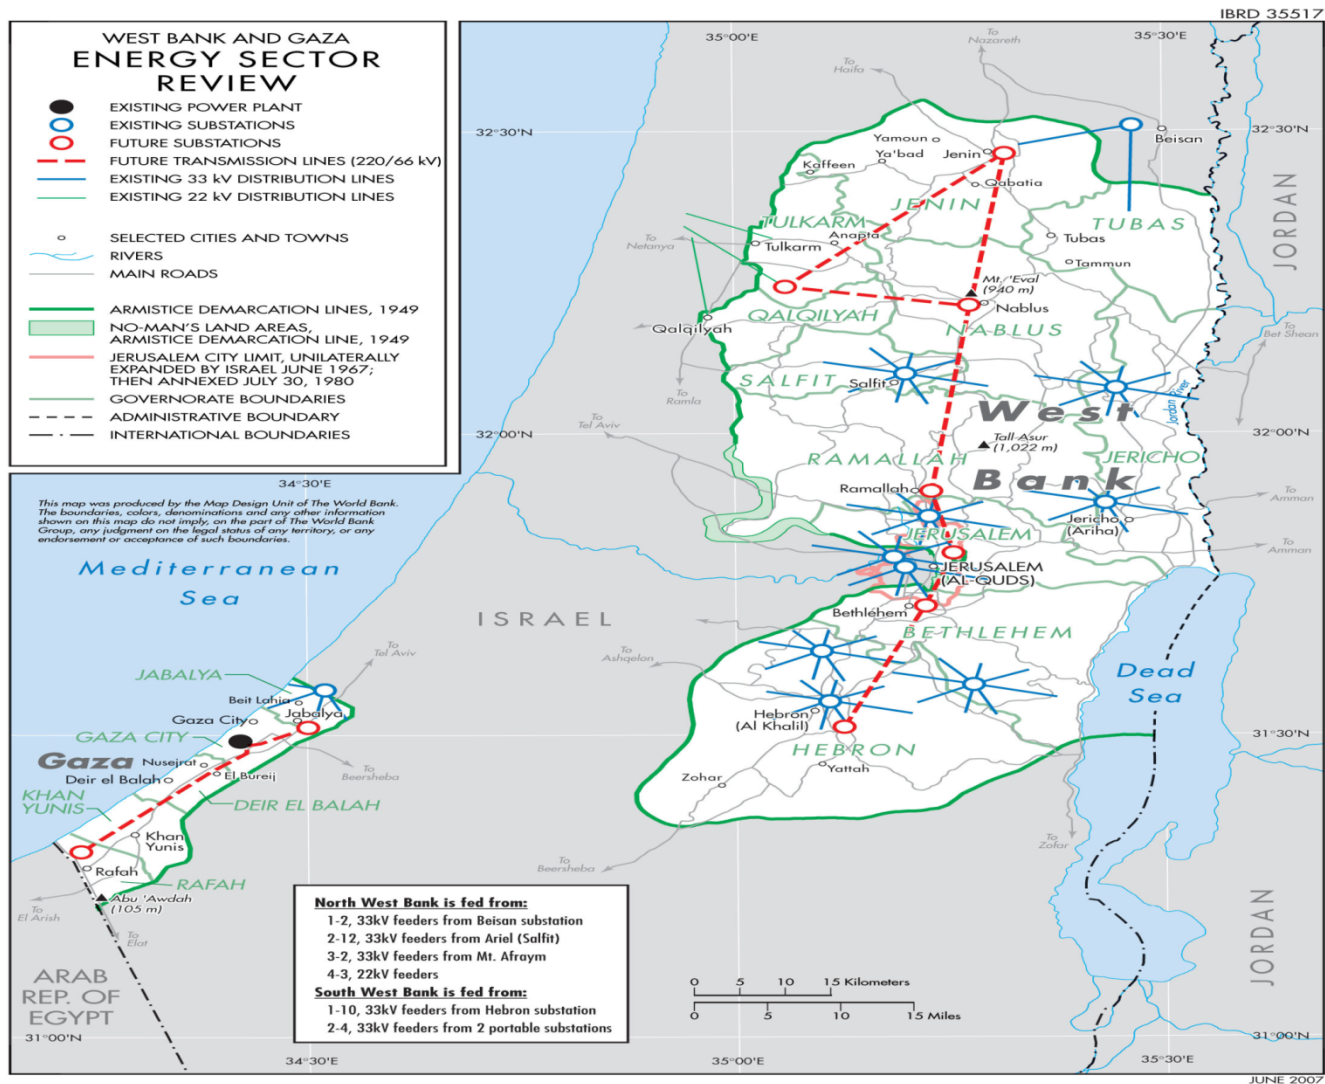 IBRD 35517
WEST BANK AND GAZA
ENERGY SECTOR
REVIEW
EXISTING POWER PLANT
EXISTING SUBSTATIONS
FUTURE SUBSTATIONS
FUTURE TRANSMISSION LINES (220/66 kV)
EXISTING 33 kV DISTRIBUTION LINES
EXISTING 22 kV DISTRIBUTION LINES
SELECTED CITIES AND TOWNS
RIVERS
MAIN ROADS
ARMISTICE DEMARCATION LINES, 1949
NO-MAN'S LAND AREAS,
ARMISTICE DEMARCATION LINE, 1949
JERUSALEM CITY LIMIT, UNILATERALLY
EXPANDED BY ISRAEL JUNE 1967;
THEN ANNEXED JULY 30, 1980
GOVERNORATE BOUNDARIES
ADMINISTRATIVE BOUNDARY
INTERNATIONAL BOUNDARIES
34°30'E
This map was produced by the Map Design Unit of The World Bank.
The boundaries, colors, denominations and any other information
shown on this map do not imply, on the part of The World Bank
Group, any judgment on the legal status of any territory, or any
endorsement or acceptance of such boundaries.
35°00'E
To
Nazareth
35°30'E
To
Haifa
32°30'N
32°30'N
Yamoun
Beisan
Ya'bad
Jenin
Kaffeen
Qabatia
JENIN
JORDAN
TULKARM
TUBAS
To
Netanya
Tulkarm
Anapta
Tubas
Tammun
Mt. 'Eval
(940 m)
Nablus
QALQILYAH
Qalqilyah
NABLUS
To
Bet Shean
SALFIT
Salfit
To
Ramla
Jordan River
West
Bank
To
Tel Aviv
32°00'N
32°00'N
Tall Asur
(1,022 m)
RAMALLAH
JERICHO
Ramallah
To
Amman
Jericho
(Ariha)
JERUSALEM
To
Amman
JERUSALEM
(AL-QUDS)
Mediterranean
Sea
ISRAEL
Bethlehem
BETHLEHEM
To
Tel Aviv
To
Ashqelon
Dead
Sea
JABALYA
Beit Lahia
Jabalya
Gaza City
Hebron
(Al Khalil)
31°30'N
GAZA CITY
HEBRON
Gaza
Nusejrat
El Bureij
Deir el Balah
To
Beersheba
Yattah
Zohar
KHAN
YUNIS
DEIR EL BALAH
Khan
Yunis
To
Zofar
Rafah
RAFAH
To
Beersheba
Abu 'Awdah
(105 m)
To
El Arish
To
Elat
ARAB
REP. OF
EGYPT
North West Bank is fed from:
1-2, 33kV feeders from Beisan substation
2-12, 33kV feeders from Ariel (Salfit)
3-2, 33kV feeders from Mt. Afraym
4-3, 22kV feeders
South West Bank is fed from:
1-10, 33kV feeders from Hebron substation
2-4, 33kV feeders from 2 portable substations
JORDAN
0 5 10 15 Kilometers
0 5 10 15 Miles
31°00'N
31°00'N
34°30'E
35°00'E
35°30'E
JUNE 2007